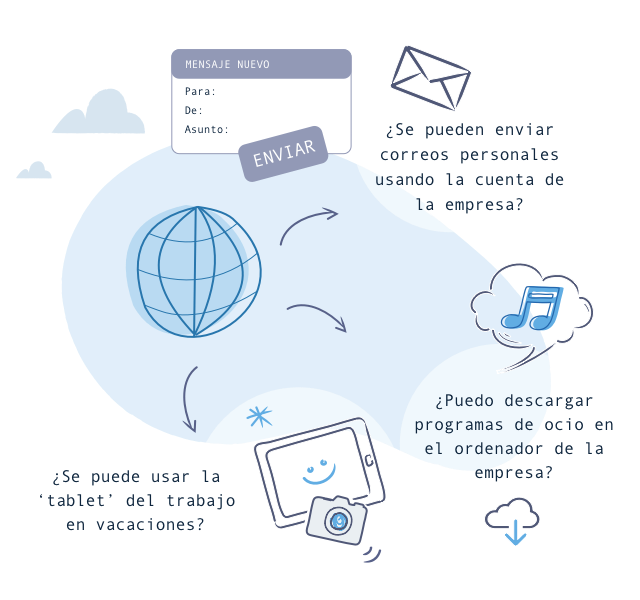 MENSAJE NUEVO
Para:
De:
Asunto:
ENVIAR
¿Se pueden enviar
correos personales
usando la cuenta de
la empresa?
¿Puedo descargar
programas de ocio en
el ordenador de la
empresa?
¿Se puede usar la
‘tablet’ del trabajo
en vacaciones?